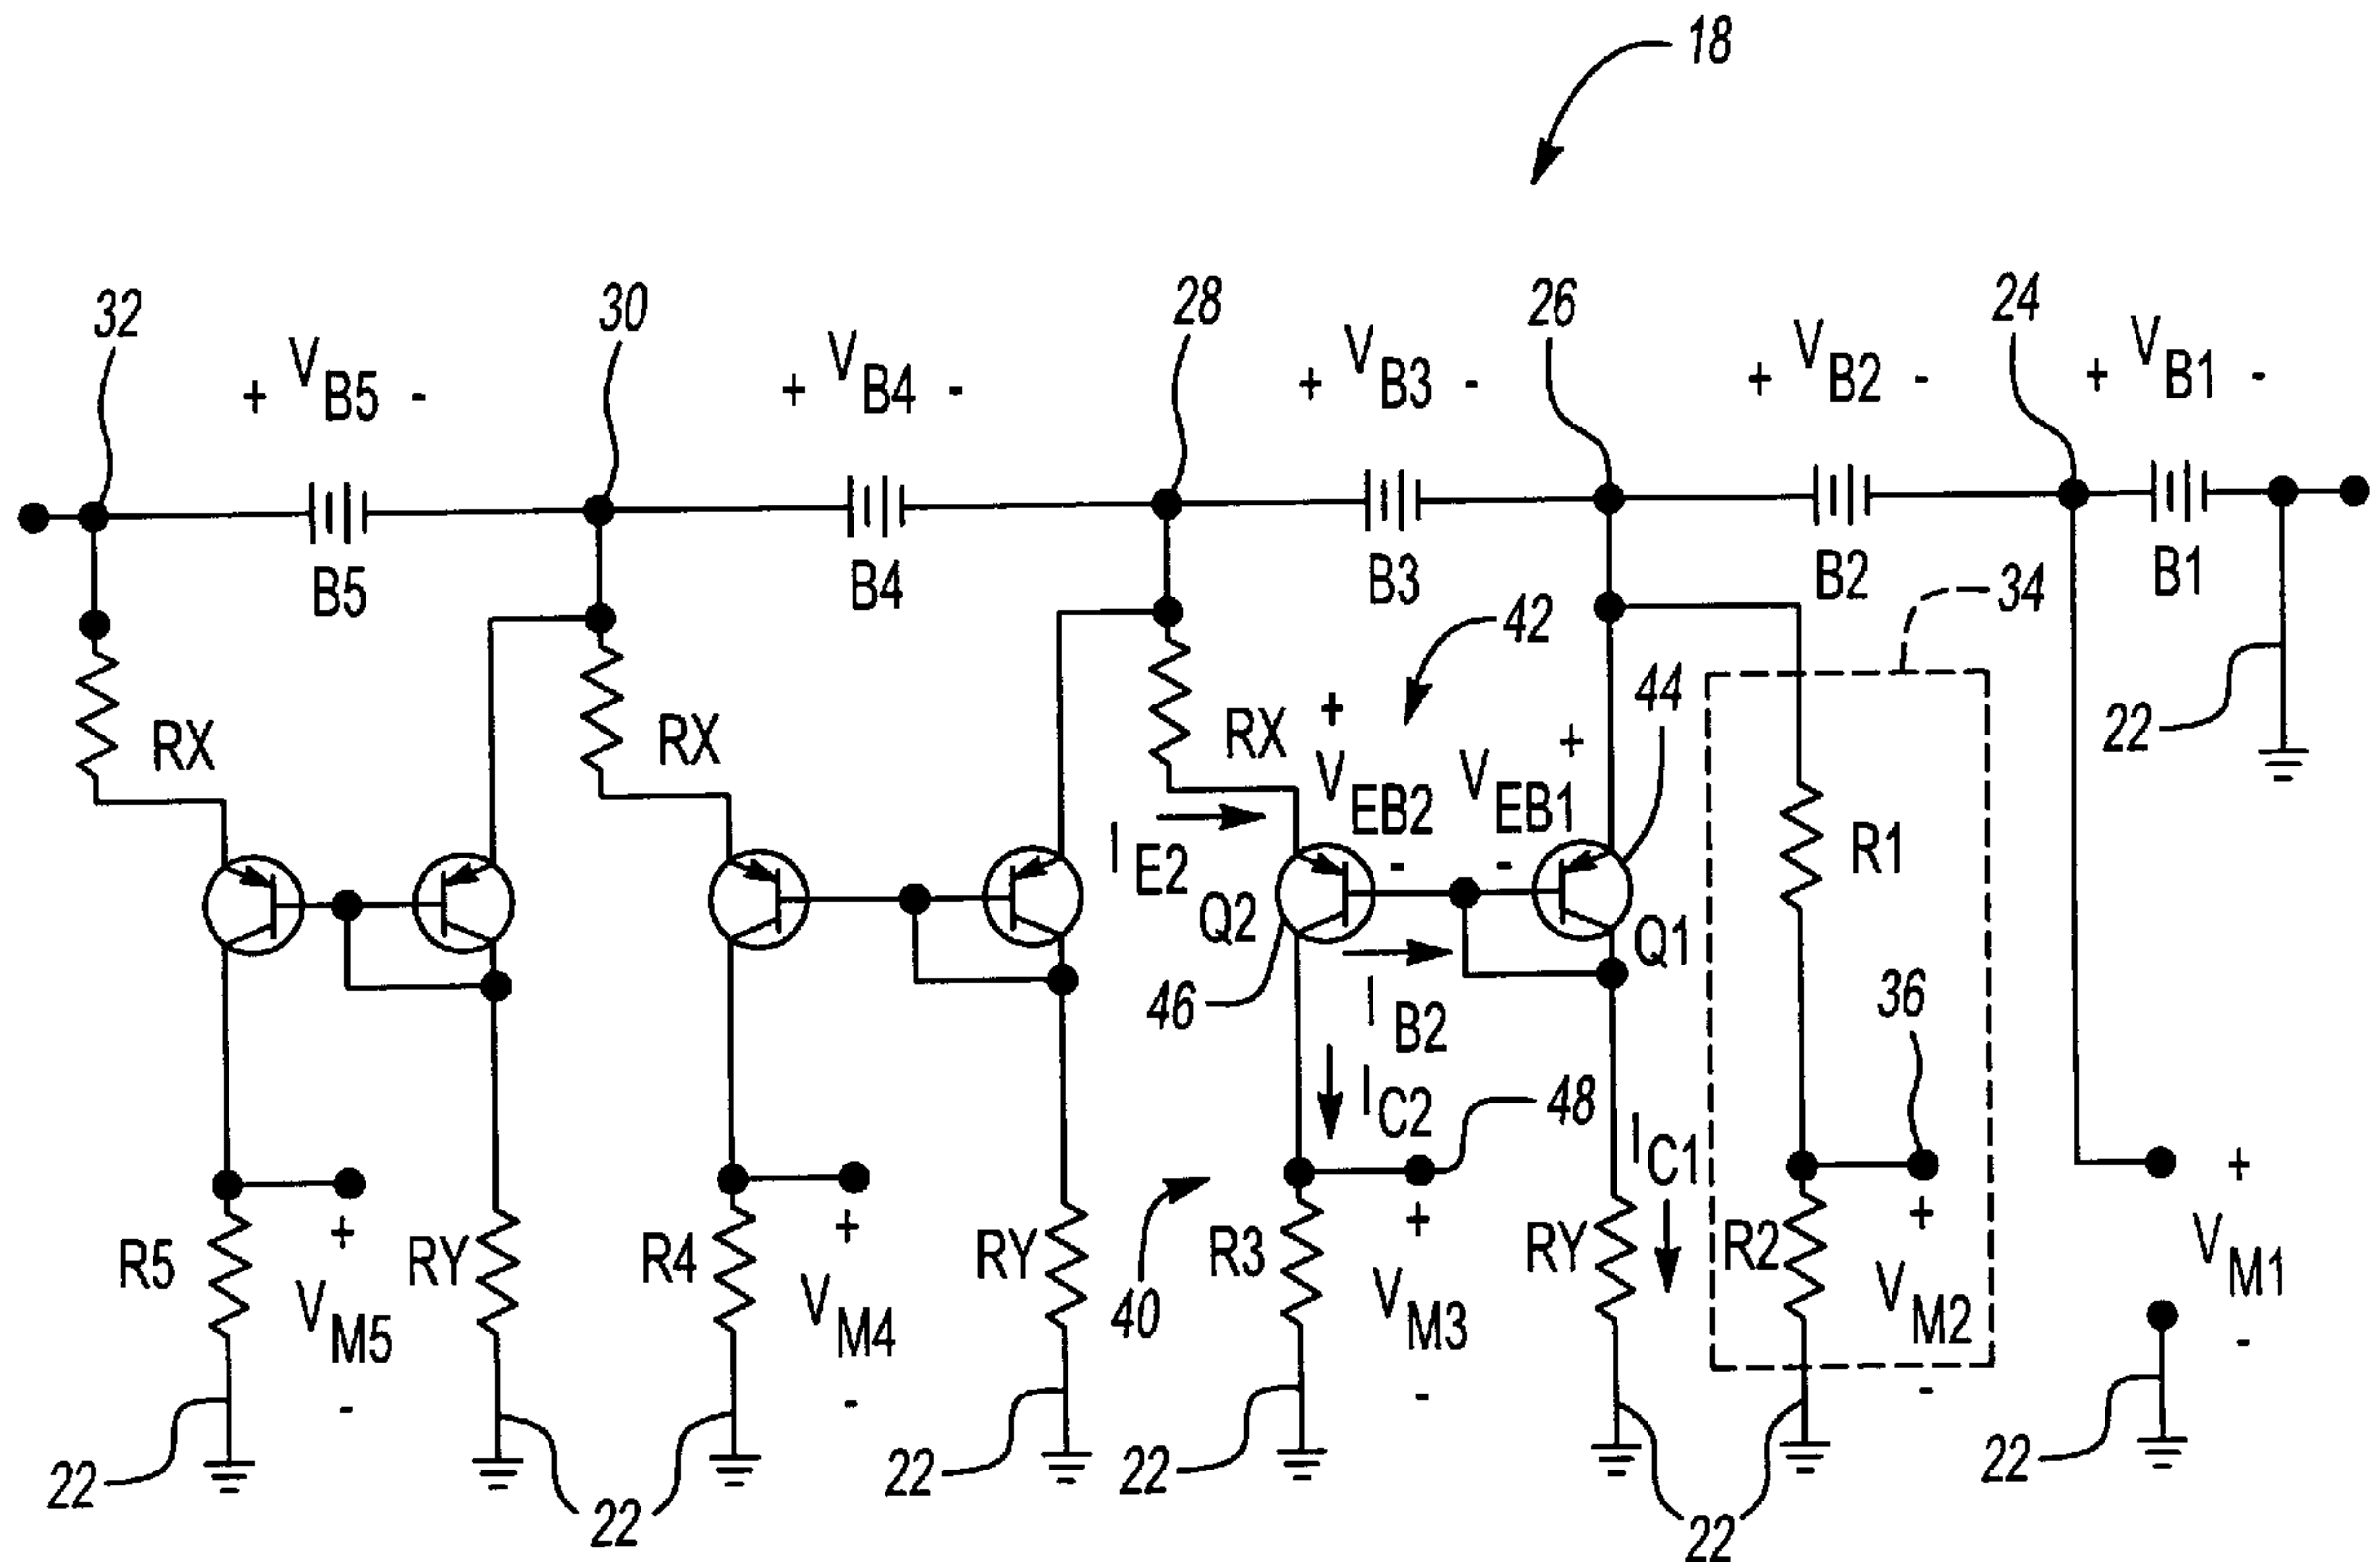 18
32
30
28
26
24
+ VB5 -
+ VB4 -
+ VB3 -
+ VB2 -
+ VB1 -
B5
B4
B3
B2
B1
34
42
44
22
RX
RX
RX
+ VEB2 -
VEB1 + -
R1
IE2
Q2
Q1
46
IB2
36
IC2
48
IC1
R5
+ VM5 -
RY
R4
+ VM4 -
RY
40
R3
+ VM3 -
RY
R2
+ VM2 -
+ VM1 -
22
22
22
22
22
22